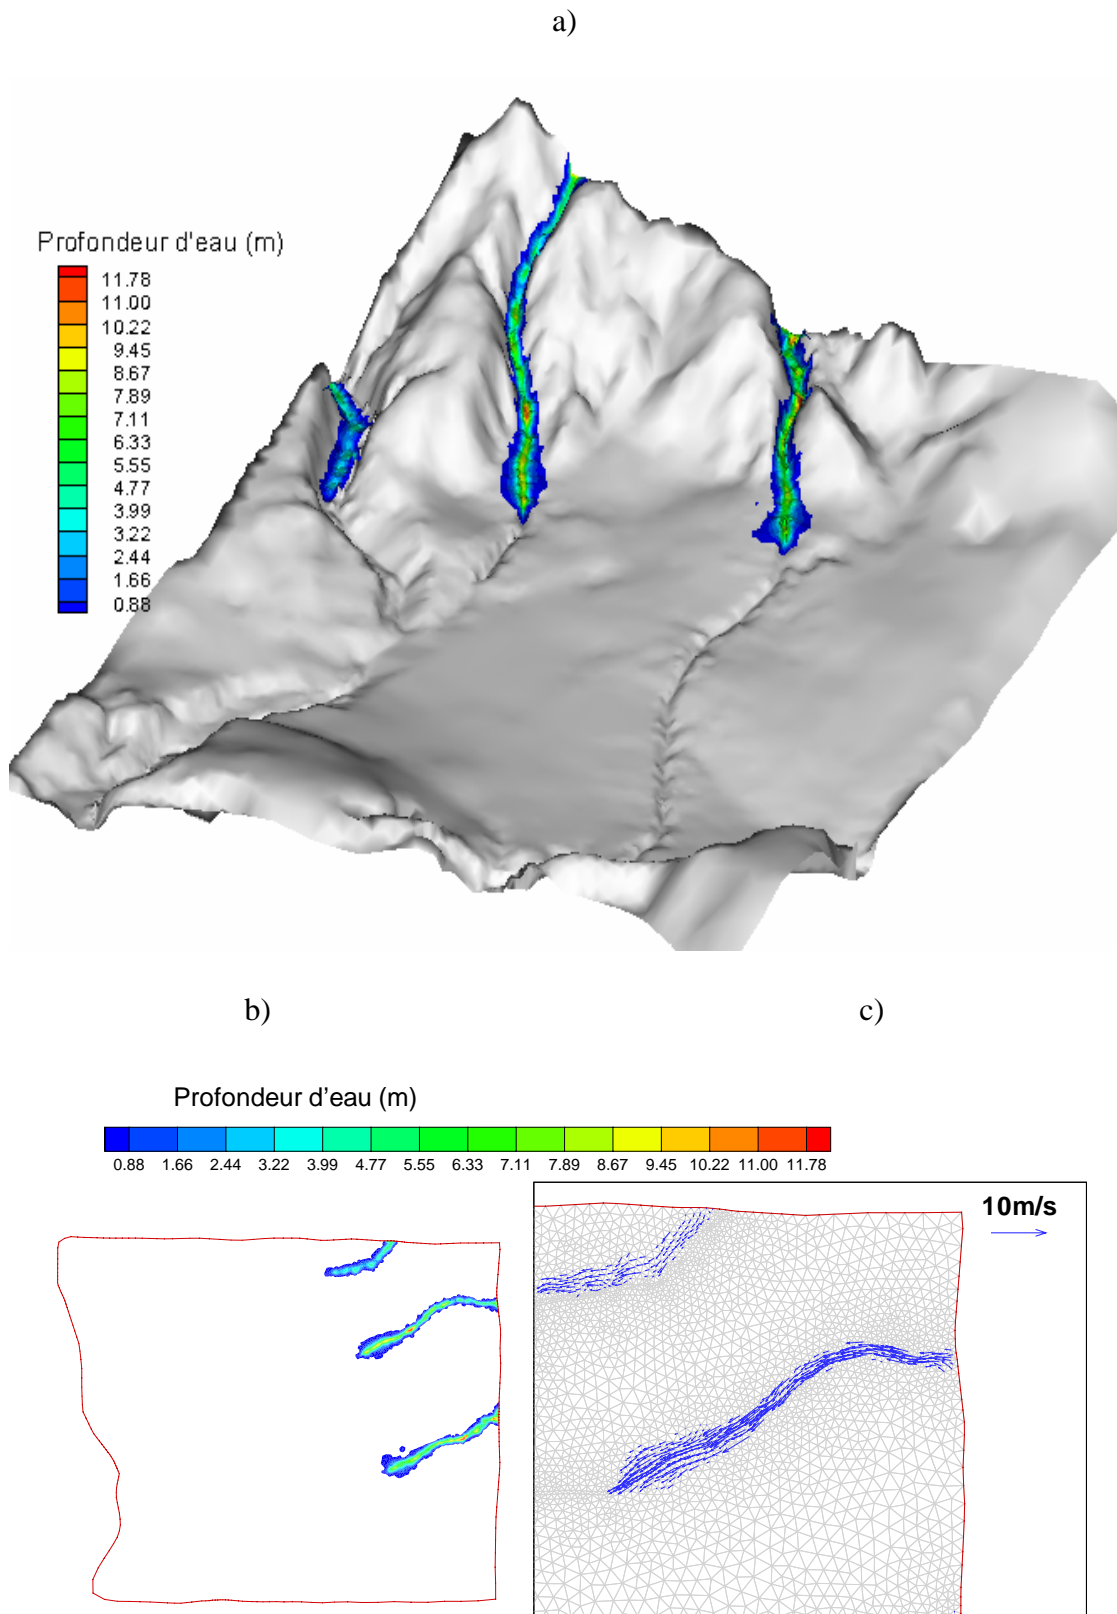 a)
Profondeur d'eau (m)
11.78
11.00
10.22
9.45
8.67
7.89
7.11
6.33
5.55
4.77
3.99
3.22
2.44
1.66
0.88
b) c)
Profondeur d'eau (m)
0.88 1.66 2.44 3.22 3.99 4.77 5.55 6.33 7.11 7.89 8.67 9.45 10.22 11.00 11.78
10m/s